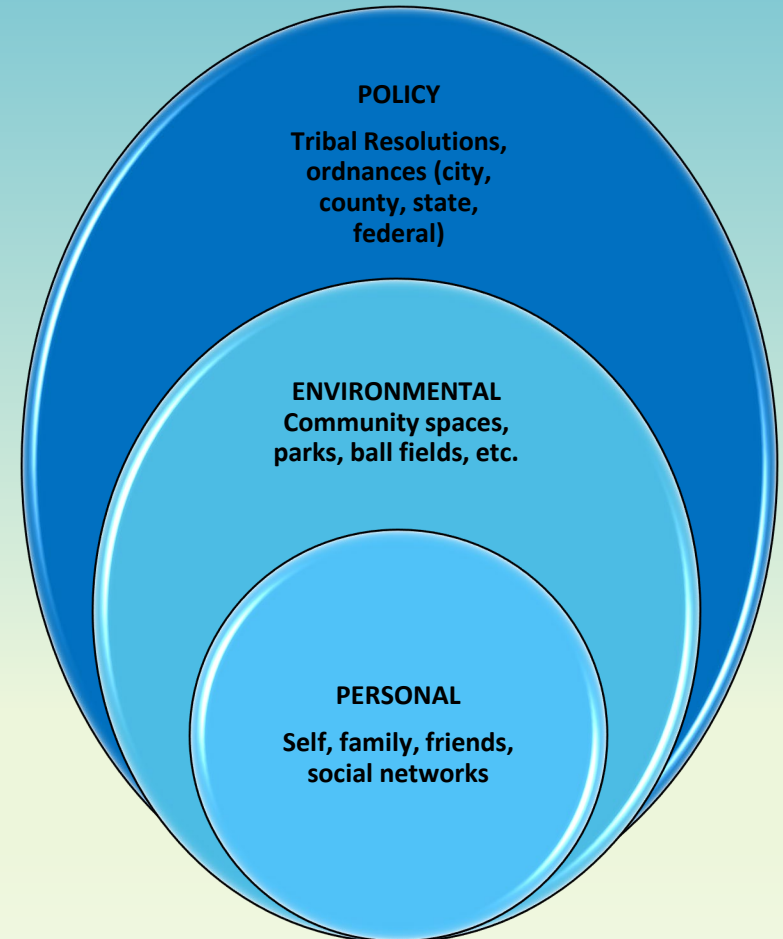 POLICY
Tribal Resolutions,
ordnances (city,
county, state,
federal)
ENVIRONMENTAL
Community spaces,
parks, ball fields, etc.
PERSONAL
Self, family, friends,
social networks